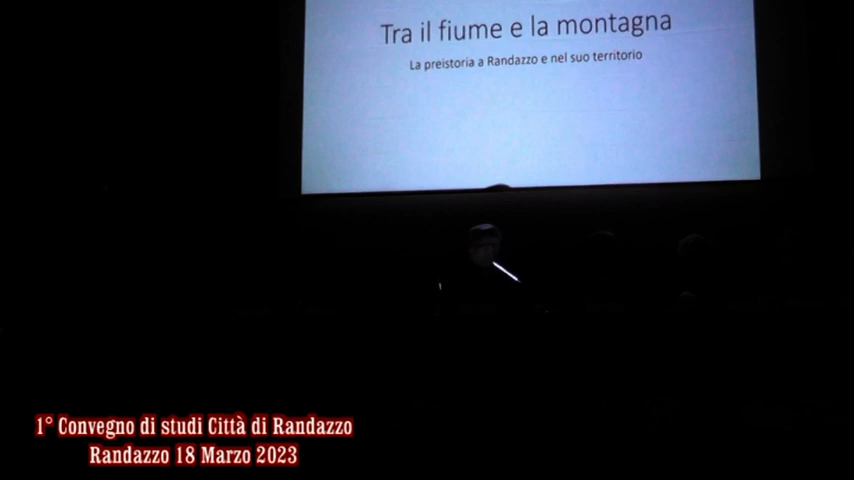 Tra il fiume e la montagna
La preistoria a Randazzo e nel suo territorio
1° Convegno di studi Città di Randazzo
Randazzo 18 Marzo 2023